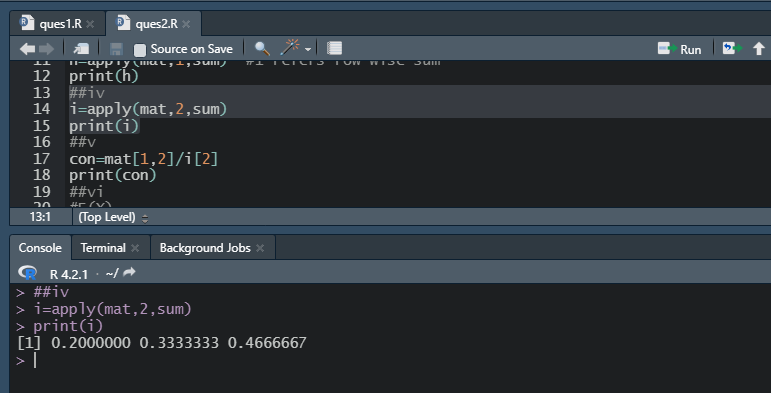 ques1.R ques2.R
Source on Save Run
11 h=apply(mat,1,sum) #1 refers row wise sum
12 print(h)
13 ##iv
14 i=apply(mat,2,sum)
15 print(i)
16 ##v
17 con=mat[1,2]/i[2]
18 print(con)
19 ##vi
20 #E(X)
13:1 (Top Level)
Console Terminal Background Jobs
R 4.2.1 · ~/
> ##iv
> i=apply(mat,2,sum)
> print(i)
[1] 0.2000000 0.3333333 0.4666667
>